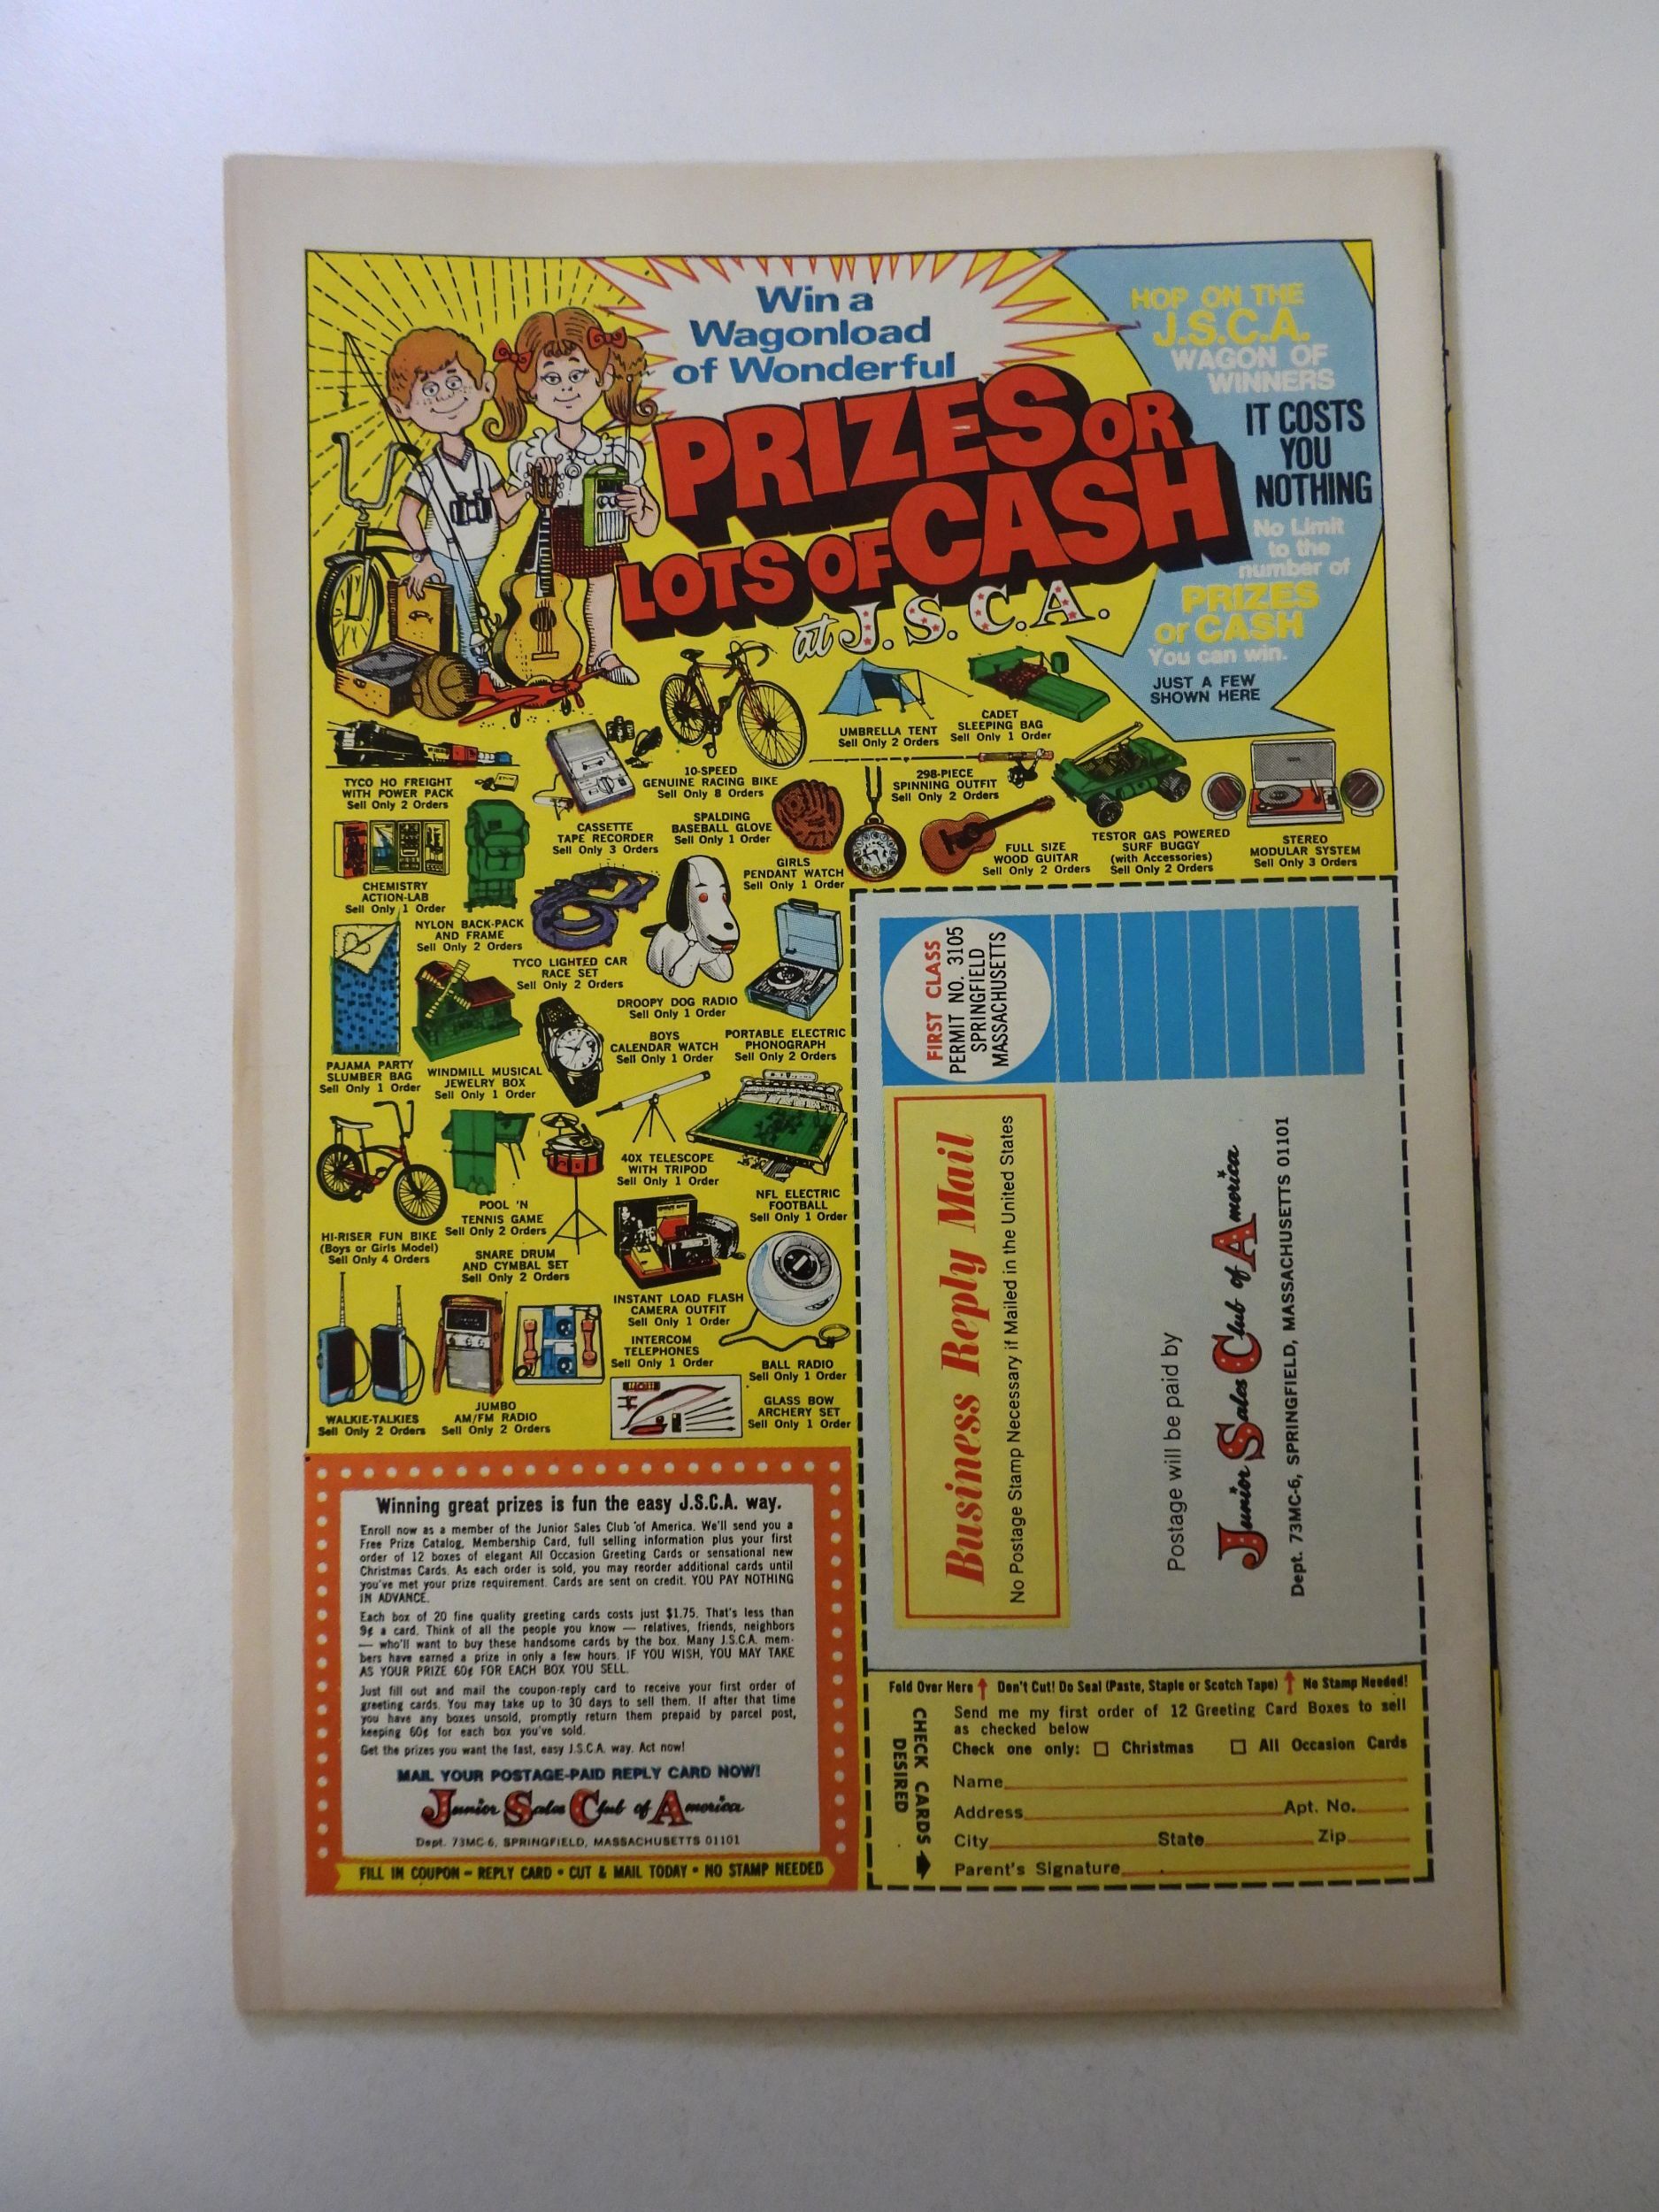 Win a
Wagonload
of Wonderful
PRIZES OR
LOTS OF CASH
at J.S.C.A.
HOP ON THE
J.S.C.A.
WAGON OF
WINNERS
IT COSTS
YOU
NOTHING
No Limit
to the
number of
PRIZES
or CASH
You can win.
JUST A FEW
SHOWN HERE
UMBRELLA TENT
Sell Only 2 Orders
CADET
SLEEPING BAG
Sell Only 1 Order
TYCO HO FREIGHT
WITH POWER PACK
Sell Only 2 Orders
CASSETTE
TAPE RECORDER
Sell Only 3 Orders
10-SPEED
GENUINE RACING BIKE
Sell Only 8 Orders
SPALDING
BASEBALL GLOVE
Sell Only 1 Order
298-PIECE
SPINNING OUTFIT
Sell Only 2 Orders
GIRLS
PENDANT WATCH
Sell Only 1 Order
FULL SIZE
WOOD GUITAR
Sell Only 2 Orders
TESTOR GAS POWERED
SURF BUGGY
(with Accessories)
Sell Only 2 Orders
STEREO
MODULAR SYSTEM
Sell Only 3 Orders
CHEMISTRY
ACTION-LAB
Sell Only 1 Order
NYLON BACK-PACK
AND FRAME
Sell Only 2 Orders
TYCO LIGHTED CAR
RACE SET
Sell Only 2 Orders
DROOPY DOG RADIO
Sell Only 1 Order
PAJAMA PARTY
SLUMBER BAG
Sell Only 1 Order
WINDMILL MUSICAL
JEWELRY BOX
Sell Only 1 Order
BOYS
CALENDAR WATCH
Sell Only 1 Order
PORTABLE ELECTRIC
PHONOGRAPH
Sell Only 2 Orders
40X TELESCOPE
WITH TRIPOD
Sell Only 1 Order
NFL ELECTRIC
FOOTBALL
Sell Only 1 Order
HI-RISER FUN BIKE
(Boys or Girls Model)
Sell Only 4 Orders
POOL 'N
TENNIS GAME
Sell Only 2 Orders
SNARE DRUM
AND CYMBAL SET
Sell Only 2 Orders
INSTANT LOAD FLASH
CAMERA OUTFIT
Sell Only 1 Order
INTERCOM
TELEPHONES
Sell Only 1 Order
BALL RADIO
Sell Only 1 Order
WALKIE-TALKIES
Sell Only 2 Orders
JUMBO
AM/FM RADIO
Sell Only 2 Orders
GLASS BOW
ARCHERY SET
Sell Only 1 Order
Winning great prizes is fun the easy J.S.C.A. way.
Enroll now as a member of the Junior Sales Club of America. We'll send you a
Free Prize Catalog, Membership Card, full selling information plus your first
order of 12 boxes of elegant All Occasion Greeting Cards or sensational new
Christmas Cards. As each order is sold, you may reorder additional cards until
you've met your prize requirement. Cards are sent on credit. YOU PAY NOTHING
IN ADVANCE.
Each box of 20 fine quality greeting cards costs just $1.75. That's less than
9¢ a card. Think of all the people you know — relatives, friends, neighbors
— who'll want to buy these handsome cards by the box. Many J.S.C.A. mem-
bers have earned a prize in only a few hours. IF YOU WISH, YOU MAY TAKE
AS YOUR PRIZE 60¢ FOR EACH BOX YOU SELL.
Just fill out and mail the coupon-reply card to receive your first order of
greeting cards. You may take up to 30 days to sell them. If after that time
you have any boxes unsold, promptly return them prepaid by parcel post,
keeping 60¢ for each box you've sold.
Get the prizes you want the fast, easy J.S.C.A. way. Act now!
MAIL YOUR POSTAGE-PAID REPLY CARD NOW!
Junior Sales Club of America
Dept. 73MC-6, SPRINGFIELD, MASSACHUSETTS 01101
FILL IN COUPON – REPLY CARD • CUT & MAIL TODAY • NO STAMP NEEDED
FIRST CLASS
PERMIT NO. 3105
SPRINGFIELD
MASSACHUSETTS
Business Reply Mail
No Postage Stamp Necessary if Mailed in the United States
Postage will be paid by
Junior Sales Club of America
Dept. 73MC-6, SPRINGFIELD, MASSACHUSETTS 01101
Fold Over Here Don't Cut! Do Seal (Paste, Staple or Scotch Tape) No Stamp Needed!
CHECK CARDS
DESIRED
Send me my first order of 12 Greeting Card Boxes to sell
as checked below
Check one only: Christmas All Occasion Cards
Name
Address Apt. No.
City State Zip
Parent's Signature